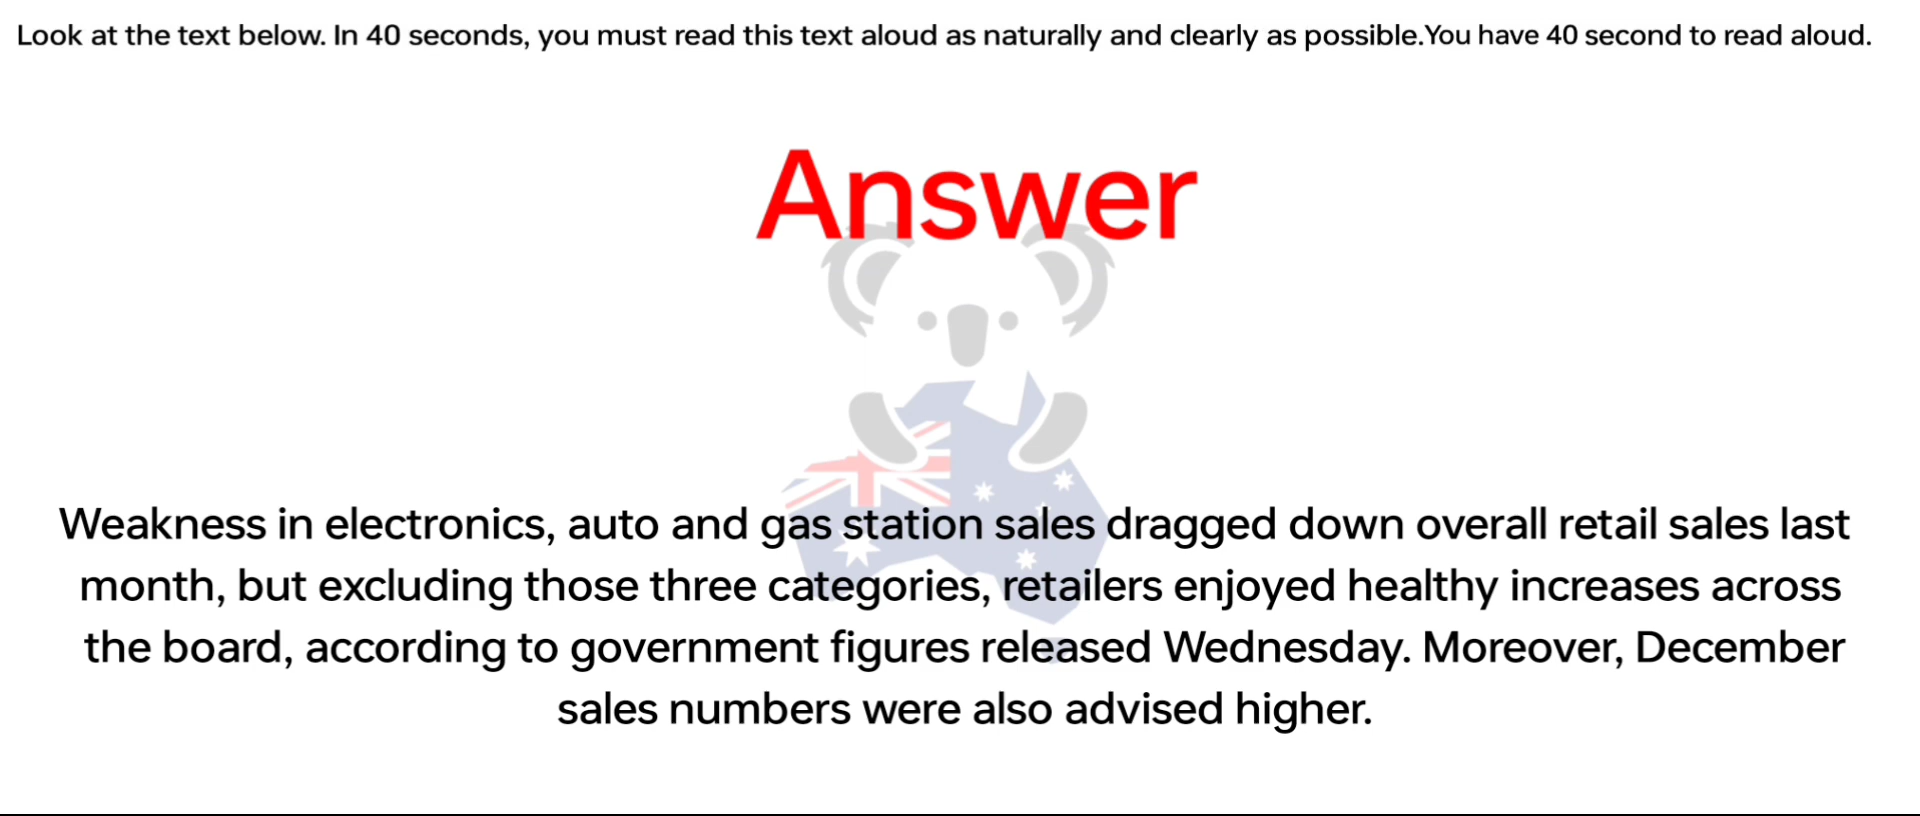 Look at the text below. In 40 seconds, you must read this text aloud as naturally and clearly as possible.You have 40 second to read aloud.
Answer
Weakness in electronics, auto and gas station sales dragged down overall retail sales last
month, but excluding those three categories, retailers enjoyed healthy increases across
the board, according to government figures released Wednesday. Moreover, December
sales numbers were also advised higher.